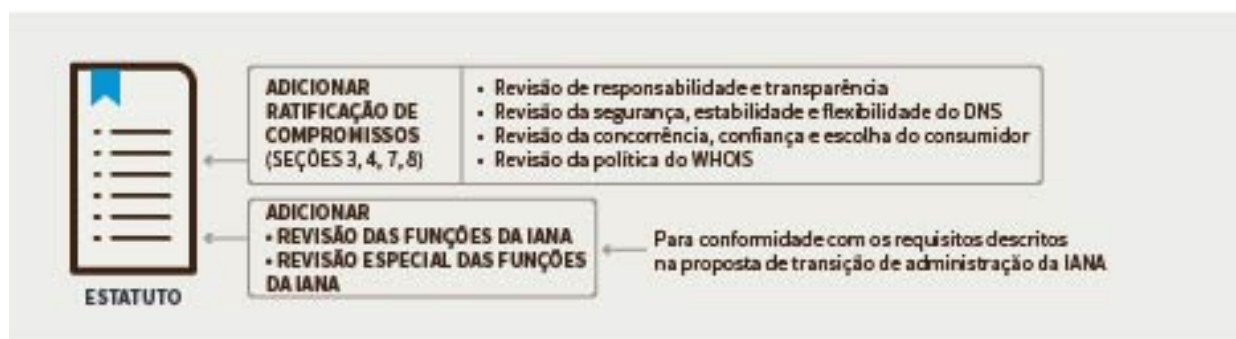 ADICIONAR
RATIFICAÇÃO DE
COMPROMISSOS
(SEÇÕES 3, 4, 7, 8)
• Revisão de responsabilidade e transparência
• Revisão da segurança, estabilidade e flexibilidade do DNS
• Revisão da concorrência, confiança e escolha do consumidor
• Revisão da política do WHOIS
ADICIONAR
• REVISÃO DAS FUNÇÕES DA IANA
• REVISÃO ESPECIAL DAS FUNÇÕES
DA IANA
Para conformidade com os requisitos descritos
na proposta de transição de administração da IANA
ESTATUTO